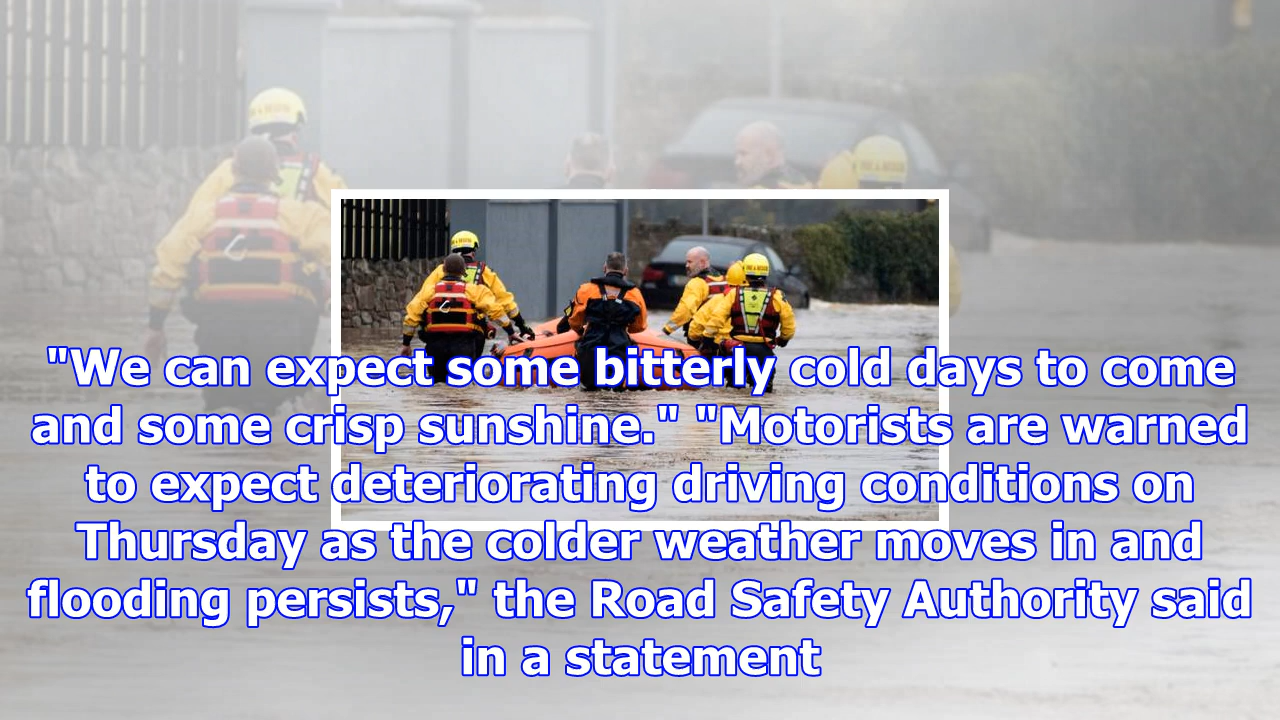 "We can expect some bitterly cold days to come
and some crisp sunshine." "Motorists are warned
to expect deteriorating driving conditions on
Thursday as the colder weather moves in and
flooding persists," the Road Safety Authority said
in a statement